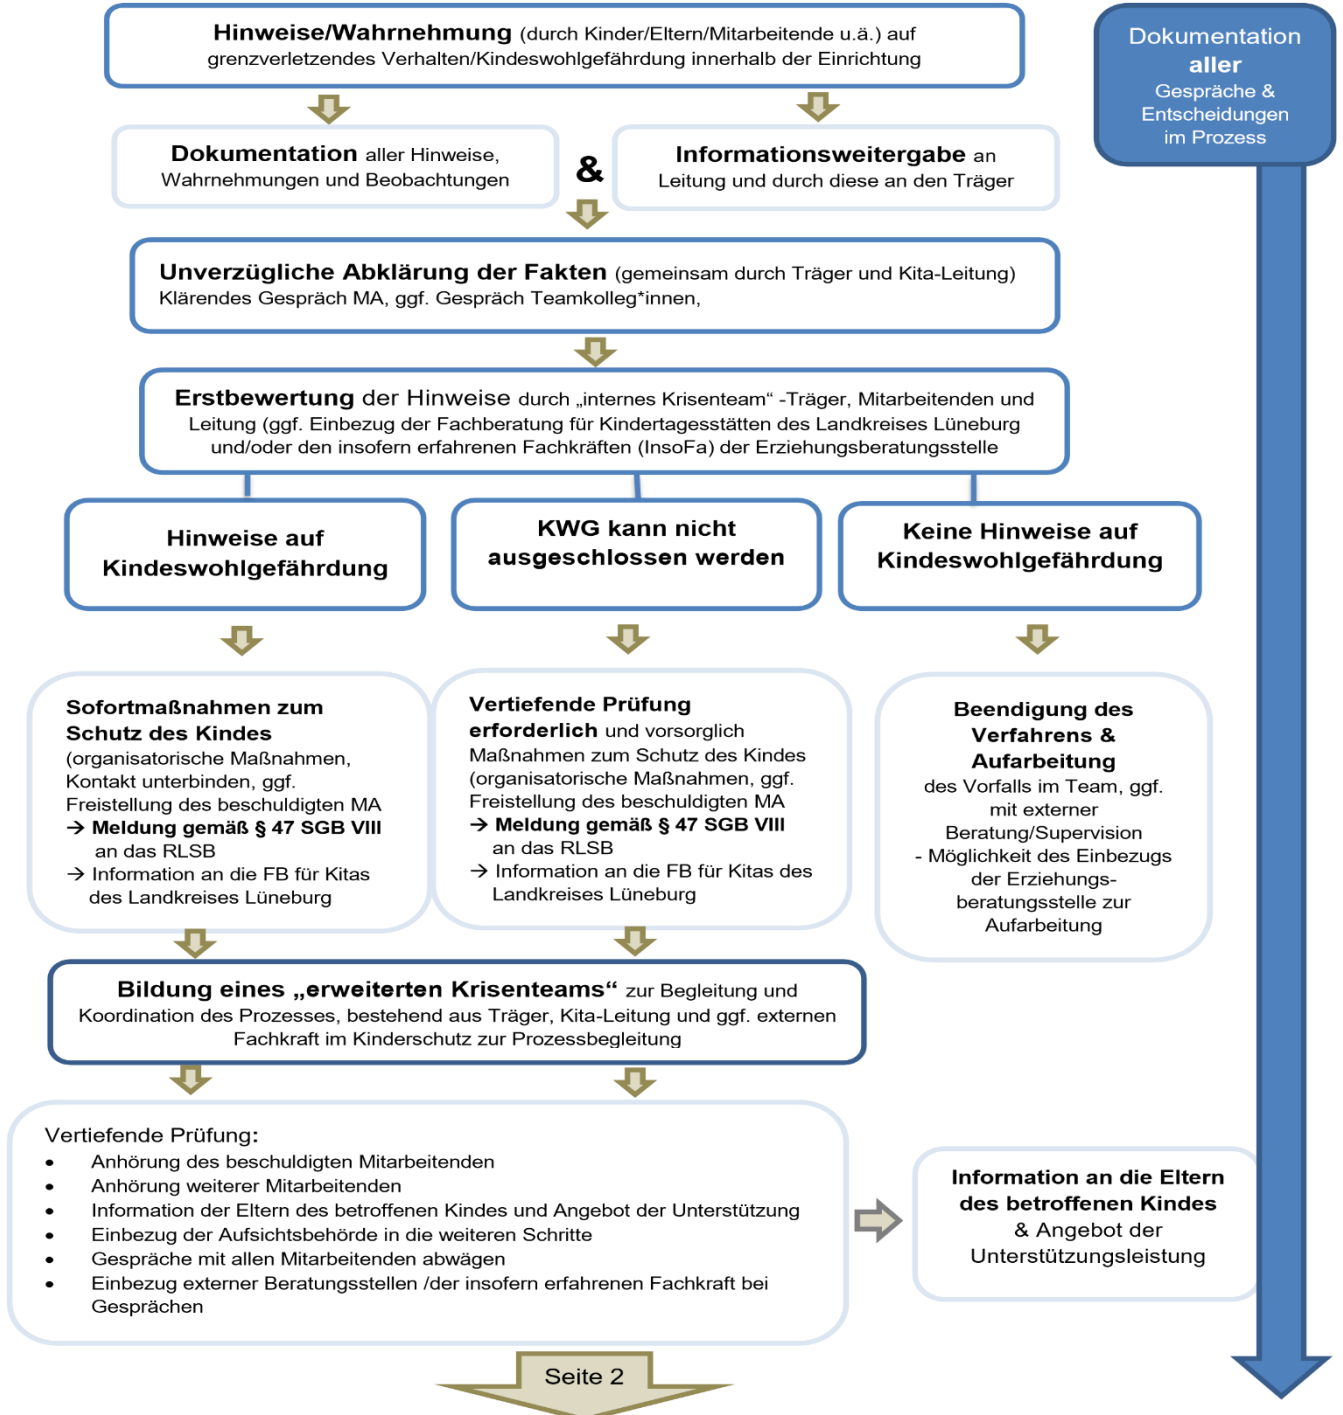 Hinweise/Wahrnehmung (durch Kinder/Eltern/Mitarbeitende u.ä.) auf
grenzverletzendes Verhalten/Kindeswohlgefährdung innerhalb der Einrichtung
Dokumentation
aller
Gespräche &
Entscheidungen
im Prozess
Dokumentation aller Hinweise,
Wahrnehmungen und Beobachtungen
&
Informationsweitergabe an
Leitung und durch diese an den Träger
Unverzügliche Abklärung der Fakten (gemeinsam durch Träger und Kita-Leitung)
Klärendes Gespräch MA, ggf. Gespräch Teamkolleg*innen,
Erstbewertung der Hinweise durch „internes Krisenteam“ -Träger, Mitarbeitenden und
Leitung (ggf. Einbezug der Fachberatung für Kindertagesstätten des Landkreises Lüneburg
und/oder den insofern erfahrenen Fachkräften (InsoFa) der Erziehungsberatungsstelle
Hinweise auf
Kindeswohlgefährdung
KWG kann nicht
ausgeschlossen werden
Keine Hinweise auf
Kindeswohlgefährdung
Sofortmaßnahmen zum
Schutz des Kindes
(organisatorische Maßnahmen,
Kontakt unterbinden, ggf.
Freistellung des beschuldigten MA
→ Meldung gemäß § 47 SGB VIII
an das RLSB
→ Information an die FB für Kitas
des Landkreises Lüneburg
Vertiefende Prüfung
erforderlich und vorsorglich
Maßnahmen zum Schutz des Kindes
(organisatorische Maßnahmen, ggf.
Freistellung des beschuldigten MA
→ Meldung gemäß § 47 SGB VIII
an das RLSB
→ Information an die FB für Kitas des
Landkreises Lüneburg
Beendigung des
Verfahrens &
Aufarbeitung
des Vorfalls im Team, ggf.
mit externer
Beratung/Supervision
- Möglichkeit des Einbezugs
der Erziehungs-
beratungsstelle zur
Aufarbeitung
Bildung eines „erweiterten Krisenteams“ zur Begleitung und
Koordination des Prozesses, bestehend aus Träger, Kita-Leitung und ggf. externen
Fachkraft im Kinderschutz zur Prozessbegleitung
Vertiefende Prüfung:
• Anhörung des beschuldigten Mitarbeitenden
• Anhörung weiterer Mitarbeitenden
• Information der Eltern des betroffenen Kindes und Angebot der Unterstützung
• Einbezug der Aufsichtsbehörde in die weiteren Schritte
• Gespräche mit allen Mitarbeitenden abwägen
• Einbezug externer Beratungsstellen /der insofern erfahrenen Fachkraft bei
Gesprächen
Information an die Eltern
des betroffenen Kindes
& Angebot der
Unterstützungsleistung
Seite 2